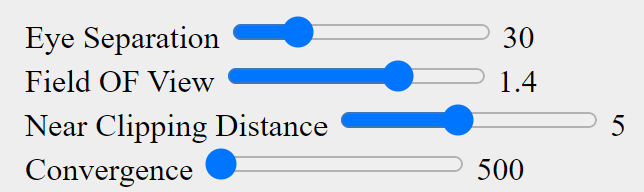 Eye Separation 30
Field OF View 1.4
Near Clipping Distance 5
Convergence 500